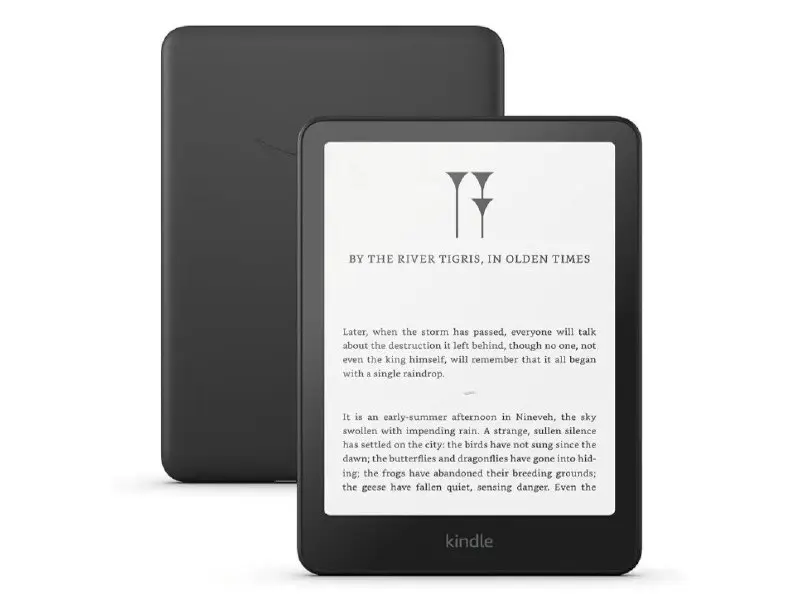 BY THE RIVER TIGRIS, IN OLDEN TIMES
Later, when the storm has passed, everyone will talk
about the destruction it left behind, though no one, not
even the king himself, will remember that it all began
with a single raindrop.
It is an early-summer afternoon in Nineveh, the sky
swollen with impending rain. A strange, sullen silence
has settled on the city: the birds have not sung since the
dawn; the butterflies and dragonflies have gone into hid-
ing; the frogs have abandoned their breeding grounds;
the geese have fallen quiet, sensing danger. Even the
kindle